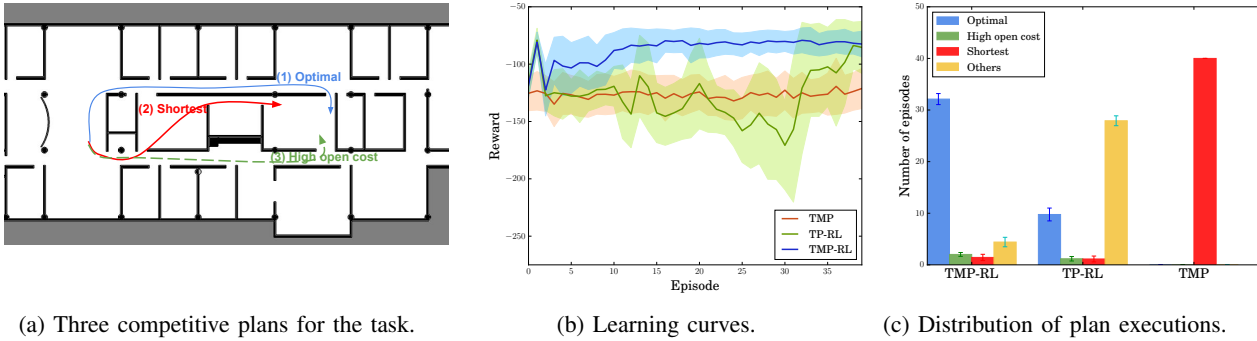 (1) Optimal
(2) Shortest
(3) High open cost
(a) Three competitive plans for the task.
−50
−100
−150
−200
−250
Reward
0 5 10 15 20 25 30 35
Episode
TMP
TP-RL
TMP-RL
(b) Learning curves.
50
40
30
20
10
0
Number of episodes
Optimal
High open cost
Shortest
Others
TMP-RL TP-RL TMP
(c) Distribution of plan executions.